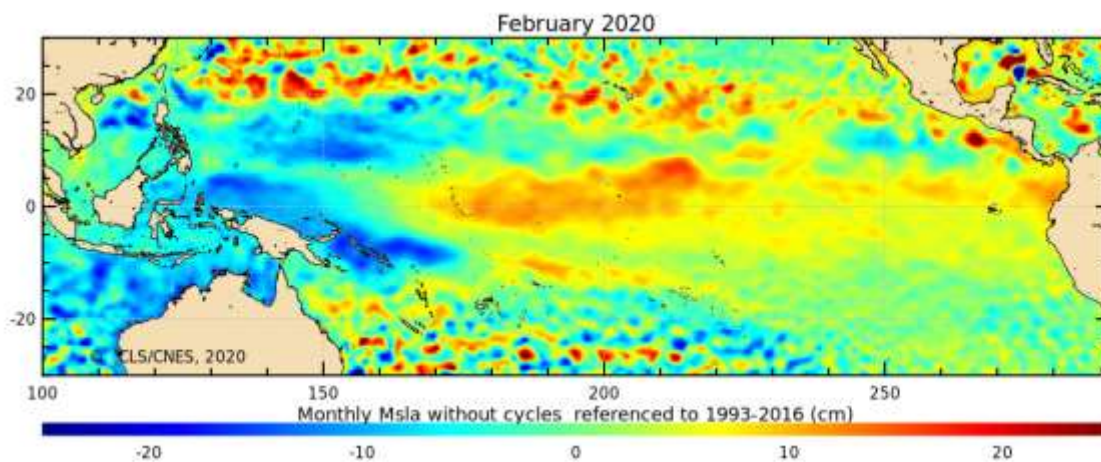 February 2020
20
0
-20
CLS/CNES, 2020
100 150 200 250
Monthly Msla without cycles referenced to 1993-2016 (cm)
-20 -10 0 10 20